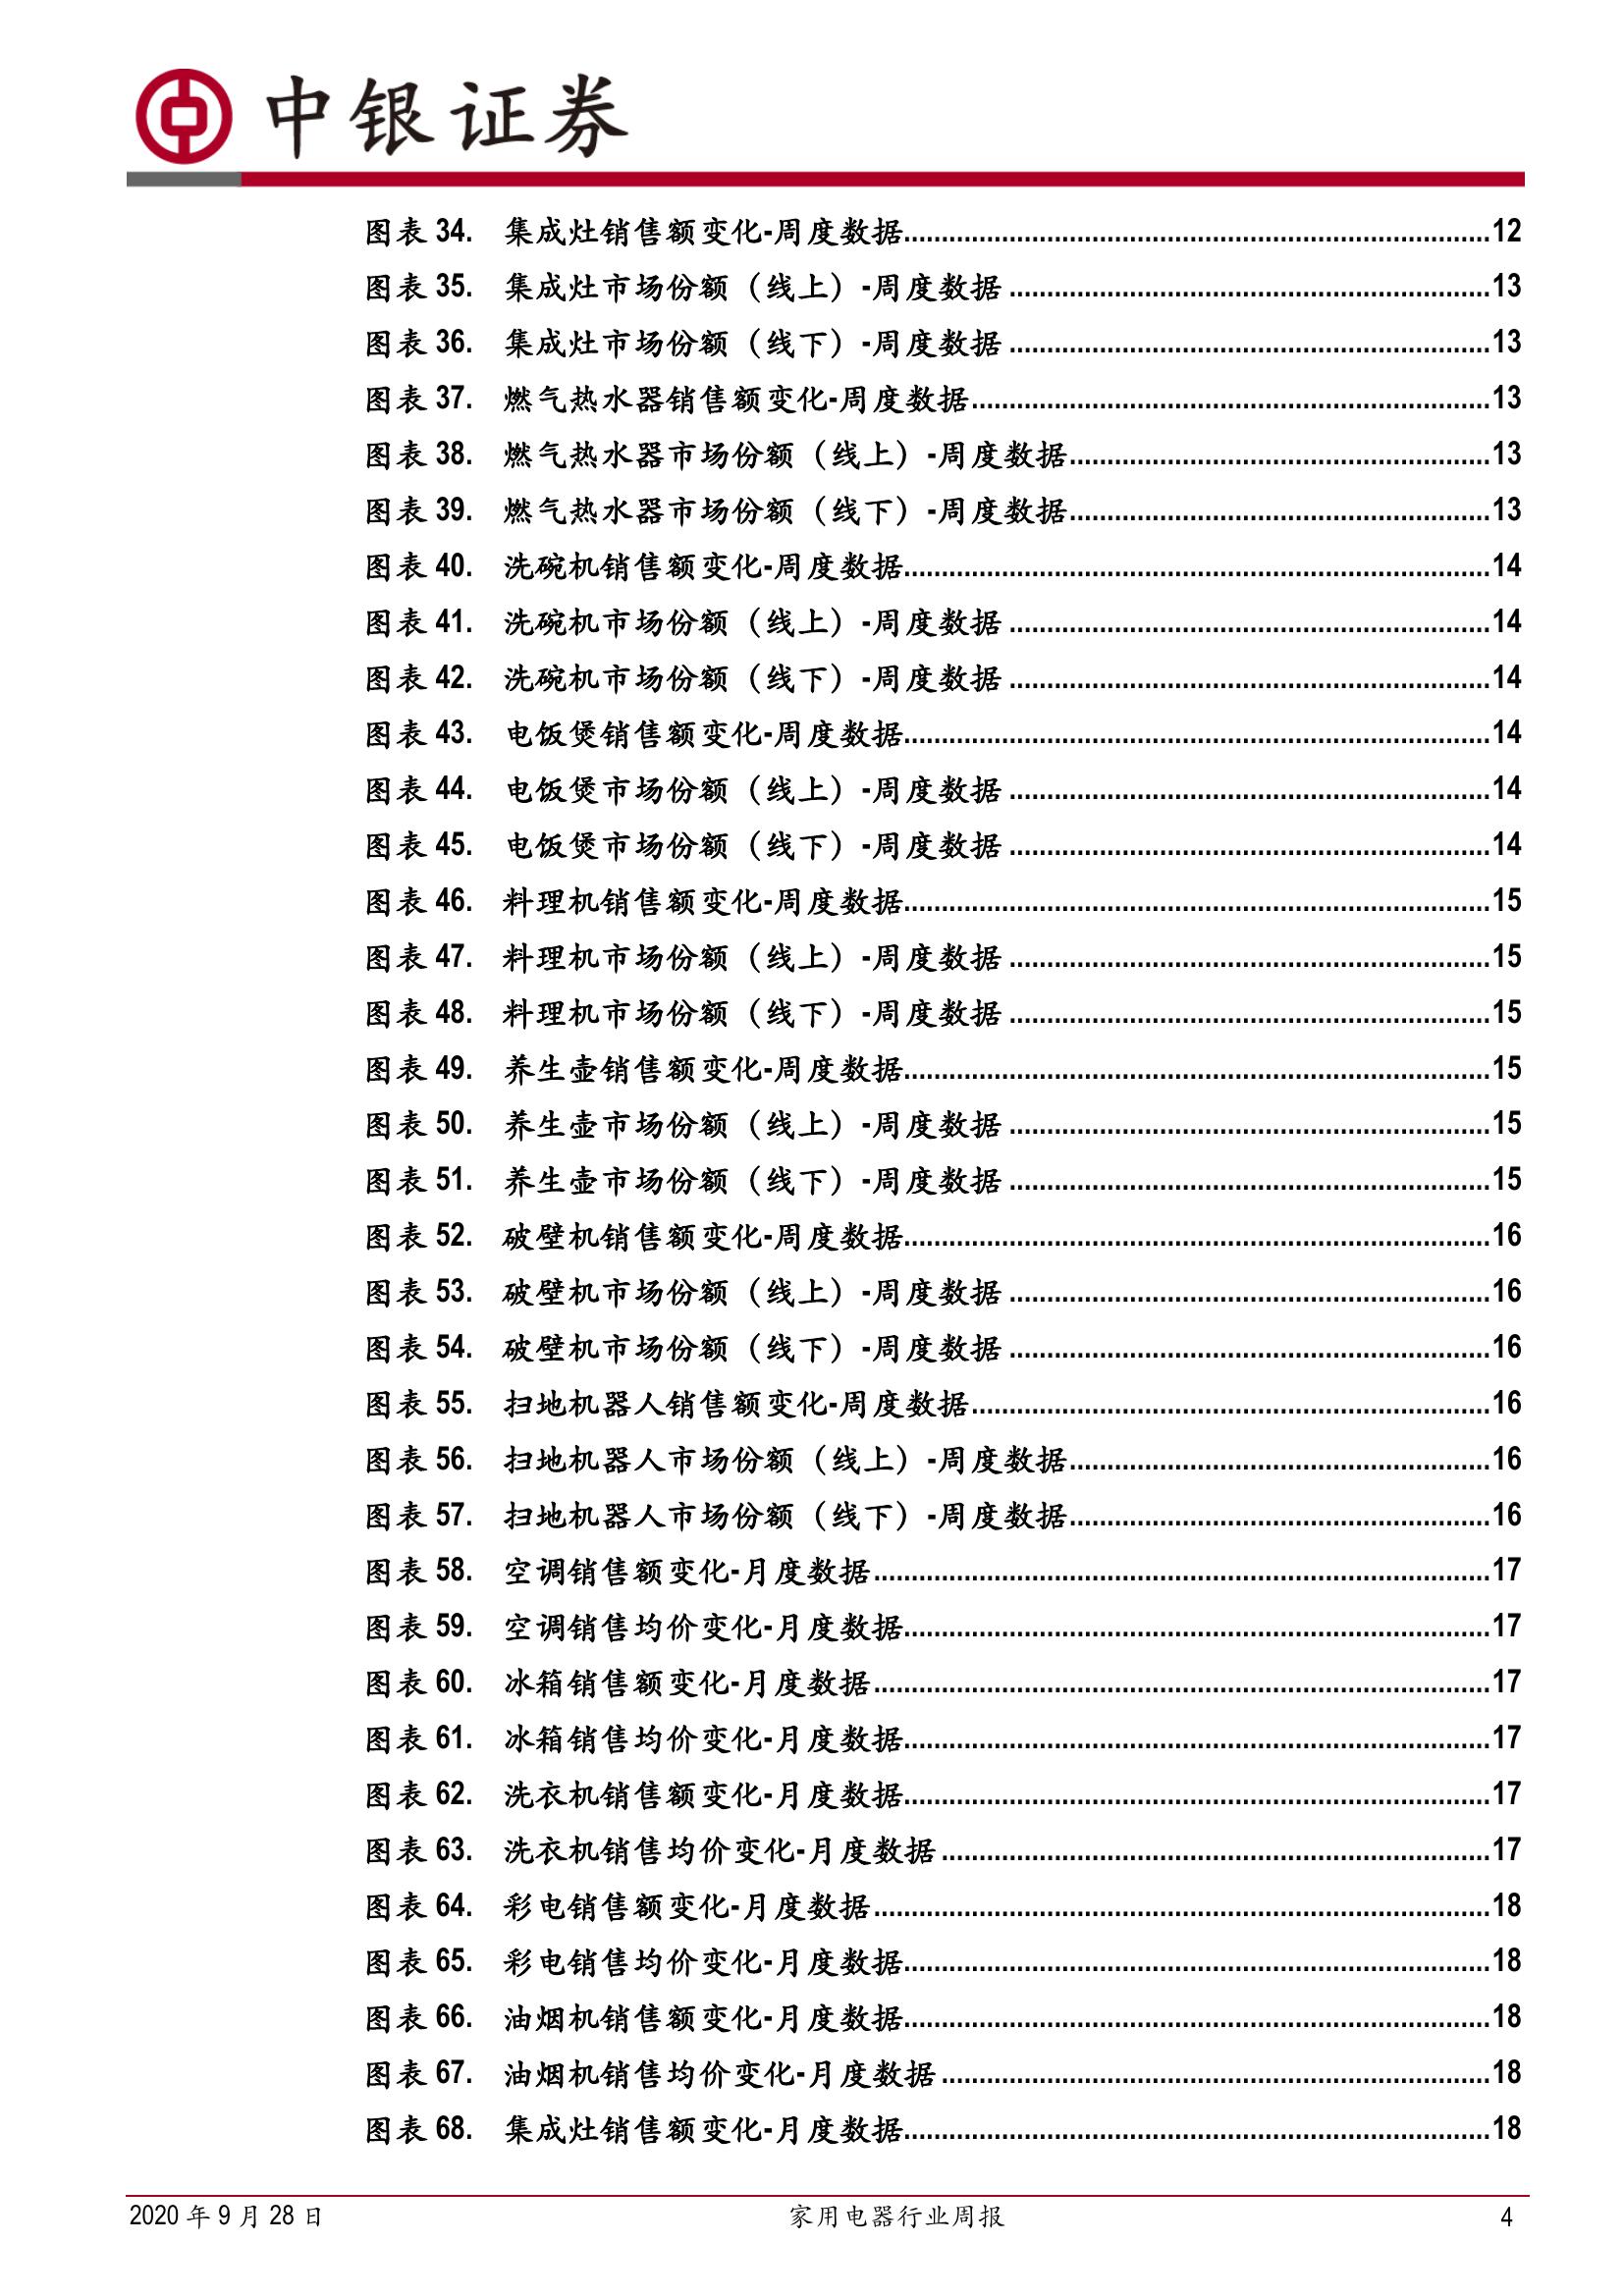 中银证券
图表 34. 集成灶销售额变化-周度数据..........12
图表 35. 集成灶市场份额（线上）-周度数据..........13
图表 36. 集成灶市场份额（线下）-周度数据..........13
图表 37. 燃气热水器销售额变化-周度数据..........13
图表 38. 燃气热水器市场份额（线上）-周度数据..........13
图表 39. 燃气热水器市场份额（线下）-周度数据..........13
图表 40. 洗碗机销售额变化-周度数据..........14
图表 41. 洗碗机市场份额（线上）-周度数据..........14
图表 42. 洗碗机市场份额（线下）-周度数据..........14
图表 43. 电饭煲销售额变化-周度数据..........14
图表 44. 电饭煲市场份额（线上）-周度数据..........14
图表 45. 电饭煲市场份额（线下）-周度数据..........14
图表 46. 料理机销售额变化-周度数据..........15
图表 47. 料理机市场份额（线上）-周度数据..........15
图表 48. 料理机市场份额（线下）-周度数据..........15
图表 49. 养生壶销售额变化-周度数据..........15
图表 50. 养生壶市场份额（线上）-周度数据..........15
图表 51. 养生壶市场份额（线下）-周度数据..........15
图表 52. 破壁机销售额变化-周度数据..........16
图表 53. 破壁机市场份额（线上）-周度数据..........16
图表 54. 破壁机市场份额（线下）-周度数据..........16
图表 55. 扫地机器人销售额变化-周度数据..........16
图表 56. 扫地机器人市场份额（线上）-周度数据..........16
图表 57. 扫地机器人市场份额（线下）-周度数据..........16
图表 58. 空调销售额变化-月度数据..........17
图表 59. 空调销售均价变化-月度数据..........17
图表 60. 冰箱销售额变化-月度数据..........17
图表 61. 冰箱销售均价变化-月度数据..........17
图表 62. 洗衣机销售额变化-月度数据..........17
图表 63. 洗衣机销售均价变化-月度数据..........17
图表 64. 彩电销售额变化-月度数据..........18
图表 65. 彩电销售均价变化-月度数据..........18
图表 66. 油烟机销售额变化-月度数据..........18
图表 67. 油烟机销售均价变化-月度数据..........18
图表 68. 集成灶销售额变化-月度数据..........18
2020 年 9 月 28 日 家用电器行业周报 4